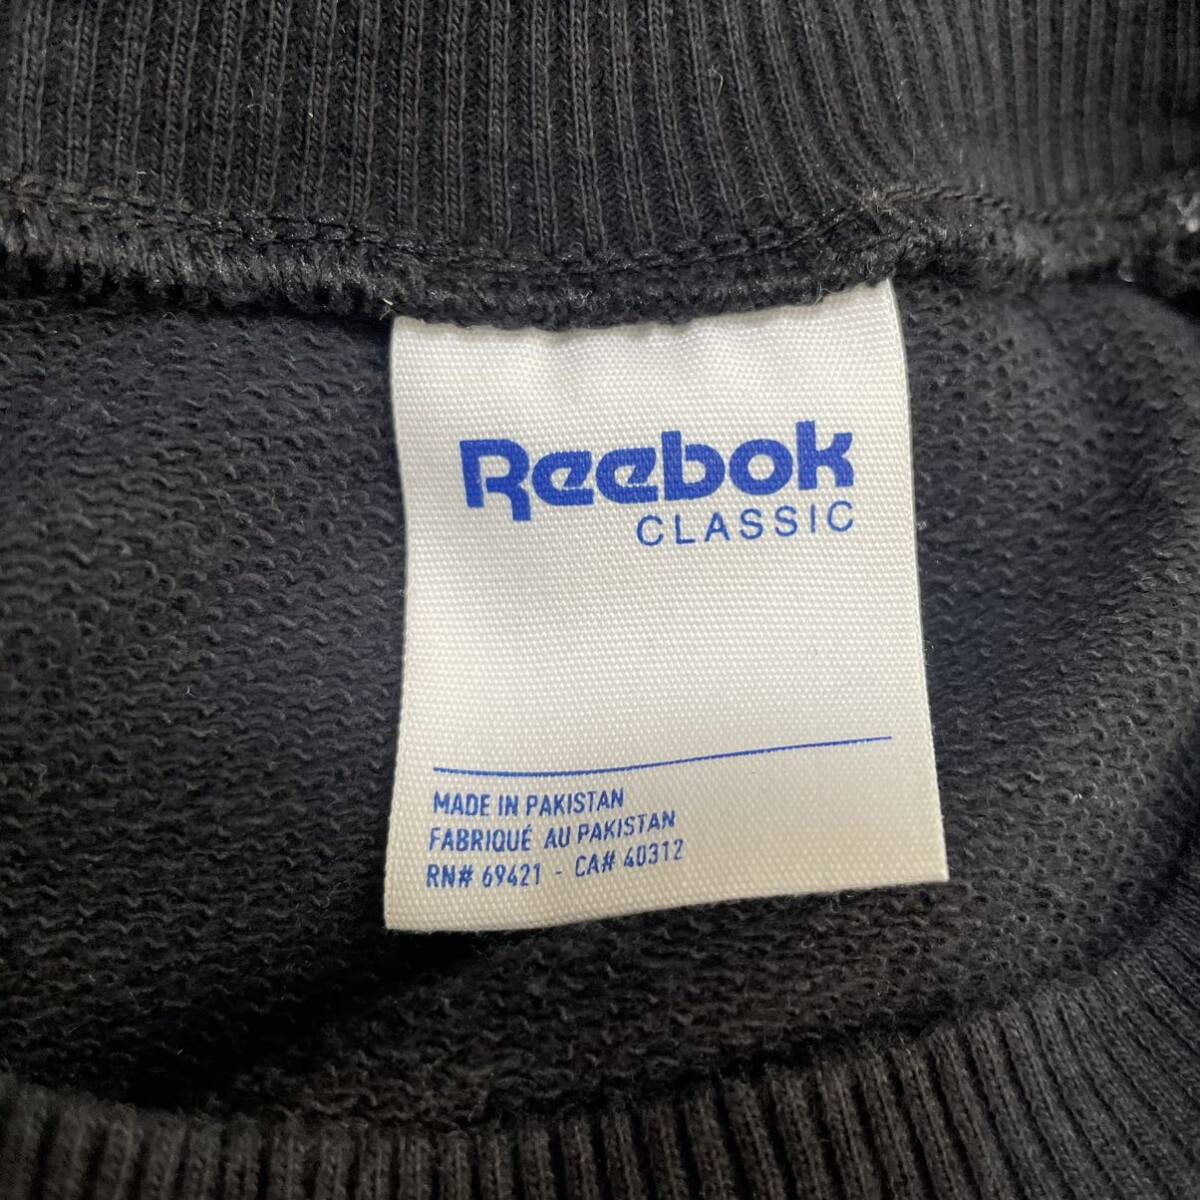 Reebok
CLASSIC
MADE IN PAKISTAN
FABRIQUÉ AU PAKISTAN
RN# 69421 - CA# 40312